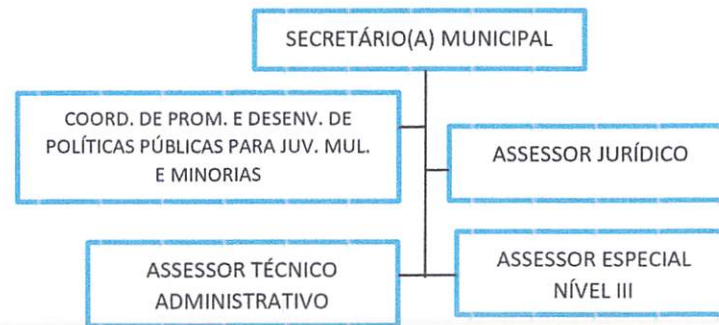 SECRETÁRIO(A) MUNICIPAL
COORD. DE PROM. E DESENV. DE
POLÍTICAS PÚBLICAS PARA JUV. MUL.
E MINORIAS
ASSESSOR JURÍDICO
ASSESSOR TÉCNICO
ADMINISTRATIVO
ASSESSOR ESPECIAL
NÍVEL III